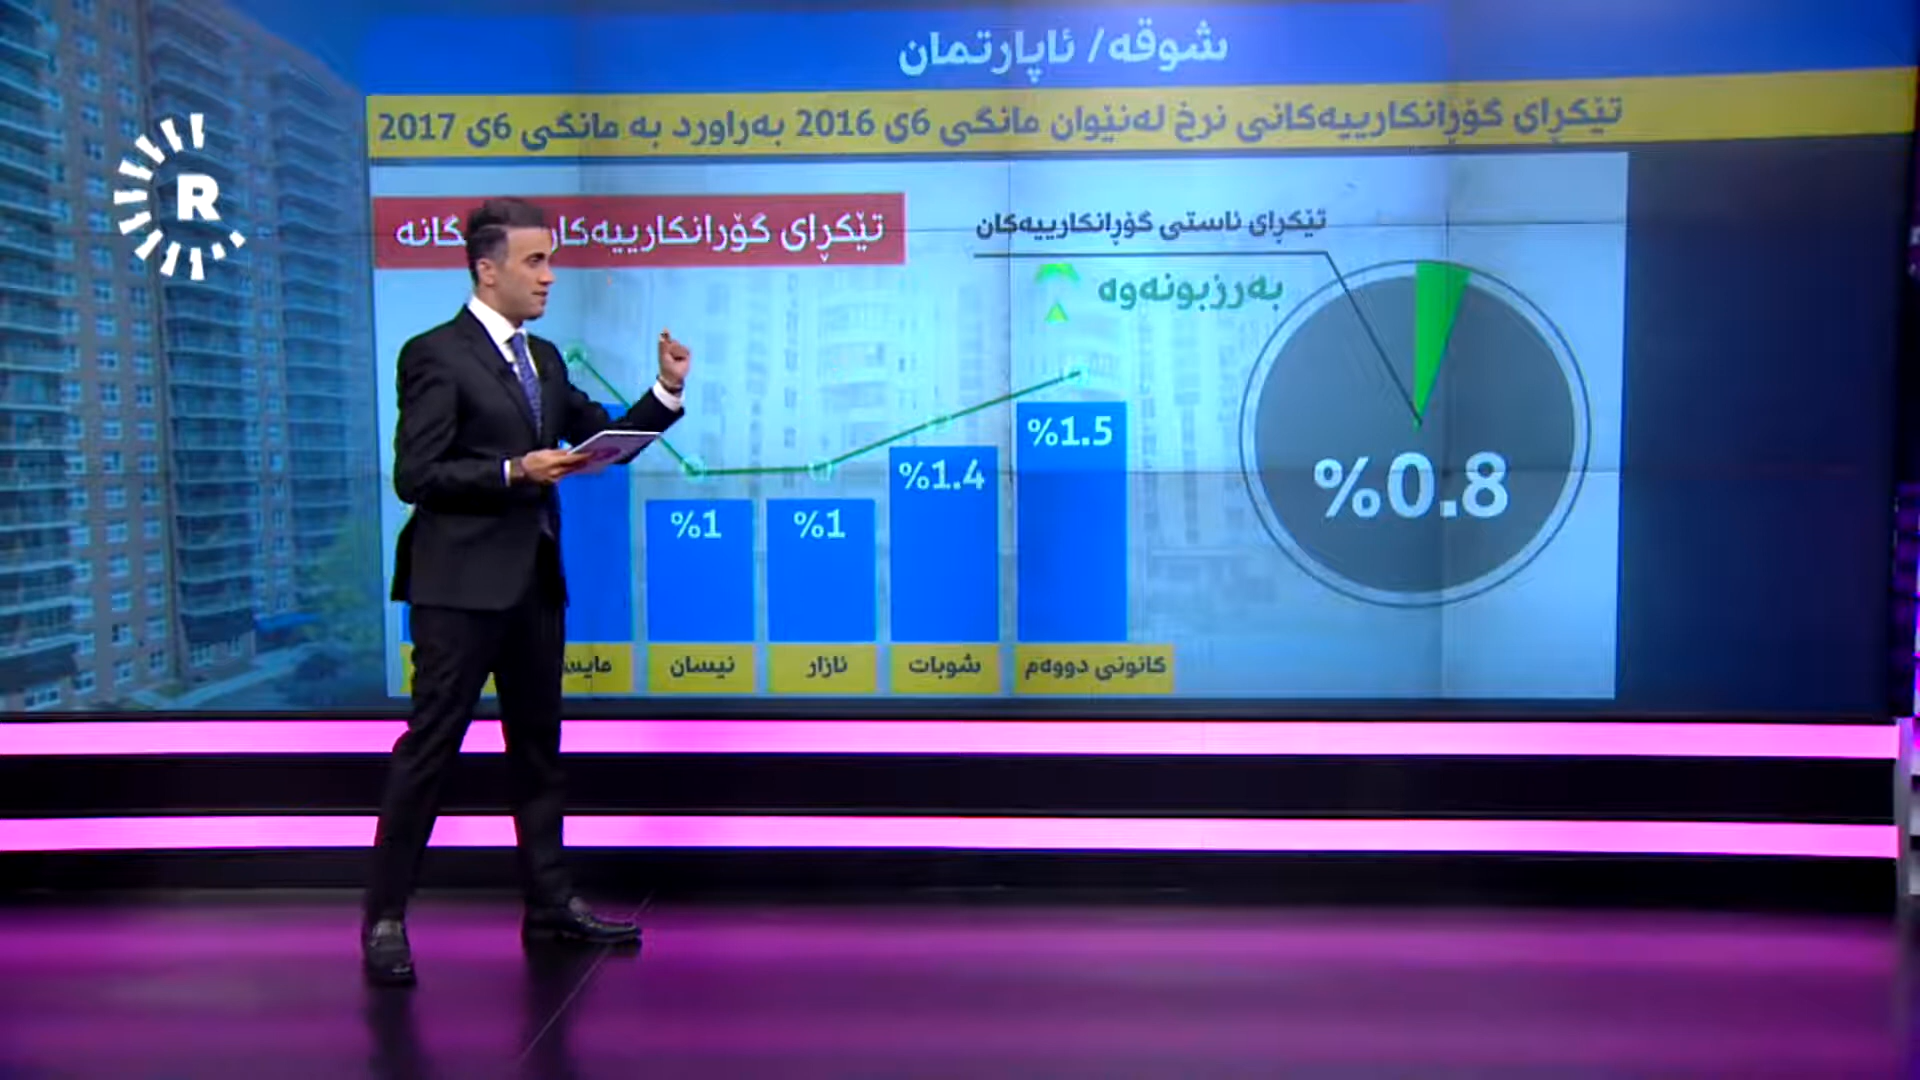 شوقە/ ئاپارتمان
تێکڕای گۆڕانکارییەکانی نرخ لەنێوان مانگی 6ی 2016 بەراورد بە مانگی 6ی 2017
تێکڕای ئاستی گۆڕانکارییەکان
بەرزبونەوە
%0.8
تێکڕای
%1.5
%1.4
%1
%1
کانونی دووەم
شوبات
ئازار
نیسان
R